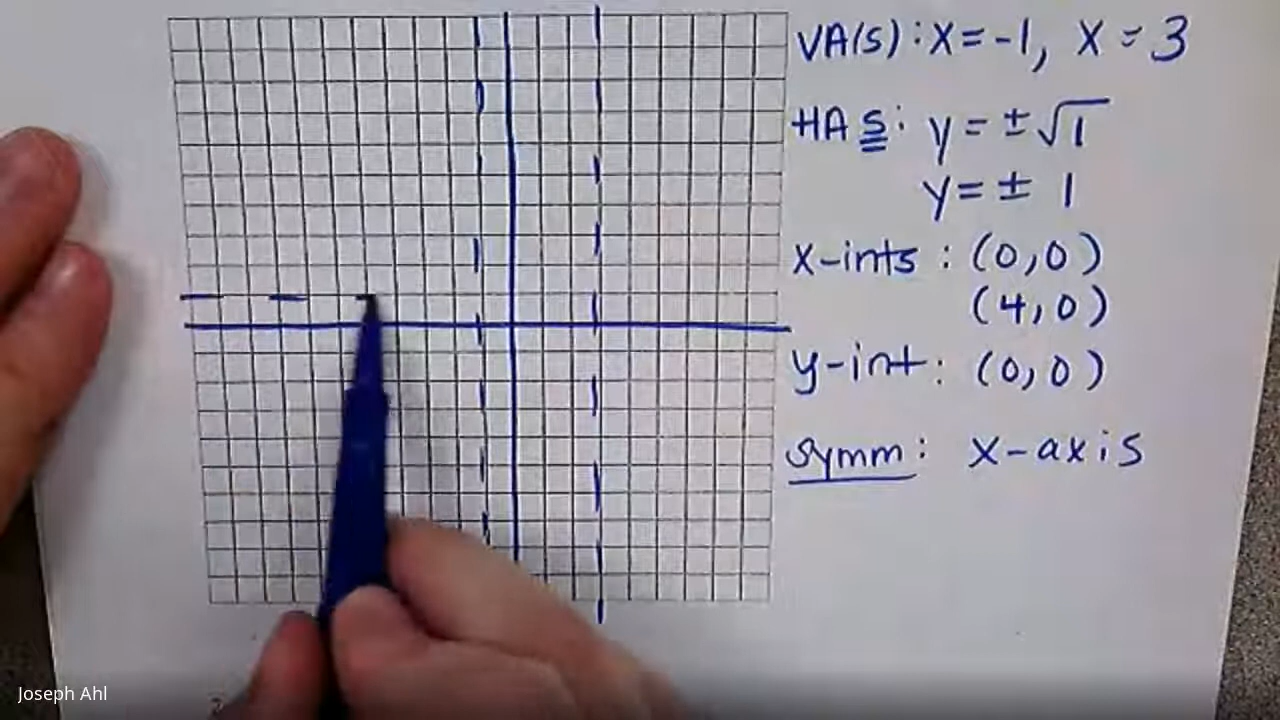 VA(s): x = -1, x = 3
HAs: y = ± √1
y = ± 1
x-ints : (0,0)
(4,0)
y-int: (0,0)
Symm: x-axis
Joseph Ahl